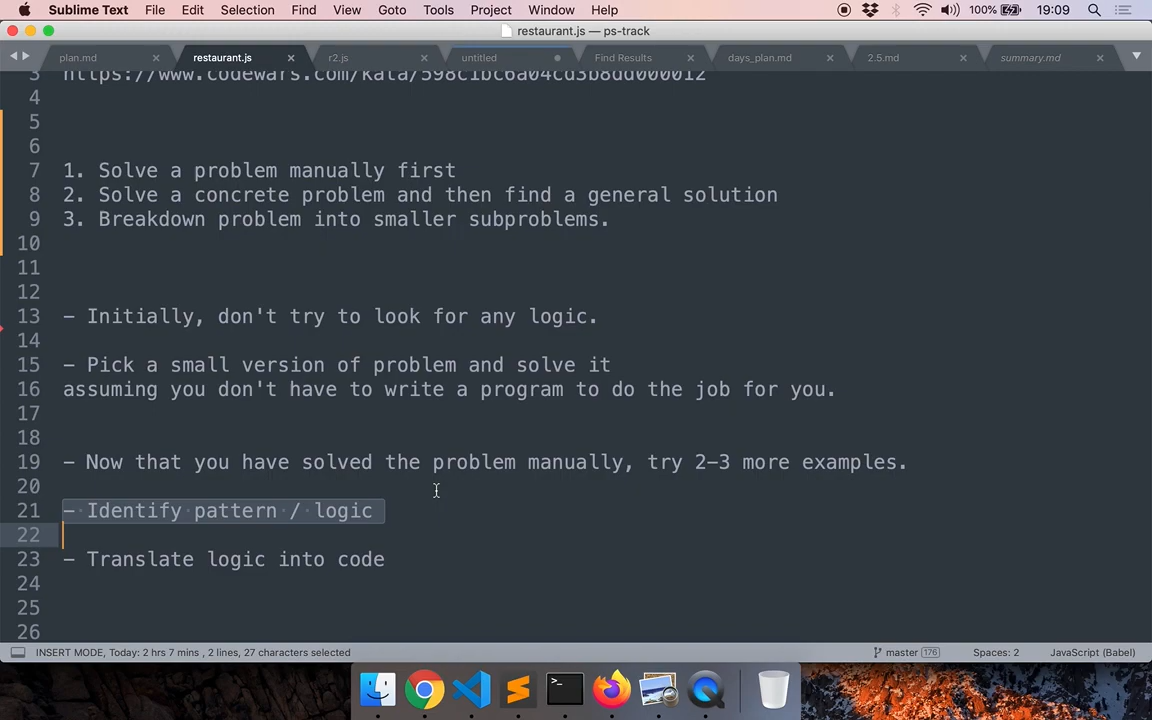 Sublime Text File Edit Selection Find View Goto Tools Project Window Help 100% 19:09
restaurant.js — ps-track
plan.md restaurant.js r2.js untitled Find Results days_plan.md 2.5.md summary.md
3 https://www.codewars.com/kata/598c1bc6a04cd3b8dd000012
4
5
6
7 1. Solve a problem manually first
8 2. Solve a concrete problem and then find a general solution
9 3. Breakdown problem into smaller subproblems.
10
11
12
13 – Initially, don't try to look for any logic.
14
15 – Pick a small version of problem and solve it
16 assuming you don't have to write a program to do the job for you.
17
18
19 – Now that you have solved the problem manually, try 2–3 more examples.
20
21 – Identify pattern / logic
22
23 – Translate logic into code
24
25
26
INSERT MODE, Today: 2 hrs 7 mins , 2 lines, 27 characters selected master 176 Spaces: 2 JavaScript (Babel)